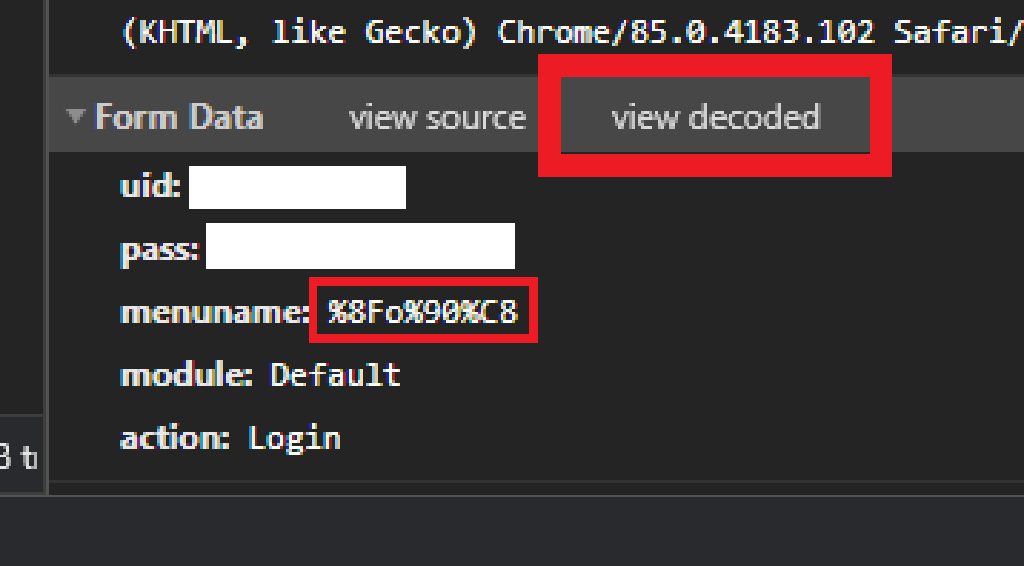 (KHTML, like Gecko) Chrome/85.0.4183.102 Safari/
Form Data view source view decoded
uid:
pass:
menuname: %8Fo%90%C8
module: Default
action: Login